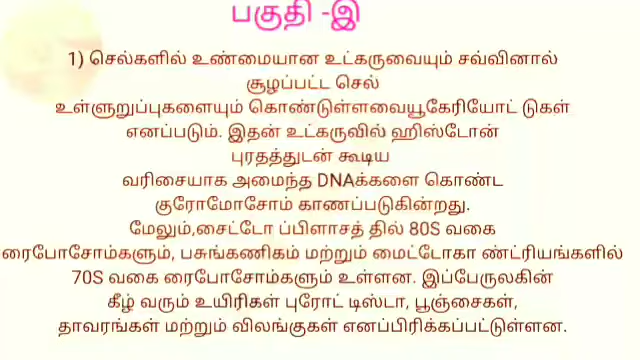 பகுதி -இ
1) செல்களில் உண்மையான உட்கருவையும் சவ்வினால்
சூழப்பட்ட செல்
உள்ளுறுப்புகளையும் கொண்டுள்ளவையூகேரியோட் டுகள்
எனப்படும். இதன் உட்கருவில் ஹிஸ்டோன்
புரதத்துடன் கூடிய
வரிசையாக அமைந்த DNAக்களை கொண்ட
குரோமோசோம் காணப்படுகின்றது.
மேலும்,சைட்டோ ப்பிளாசத் தில் 80S வகை
ரைபோசோம்களும், பசுங்கணிகம் மற்றும் மைட்டோகா ண்ட்ரியங்களில்
70S வகை ரைபோசோம்களும் உள்ளன. இப்பேருலகின்
கீழ் வரும் உயிரிகள் புரோட் டிஸ்டா, பூஞ்சைகள்,
தாவரங்கள் மற்றும் விலங்குகள் எனப்பிரிக்கப்பட்டுள்ளன.